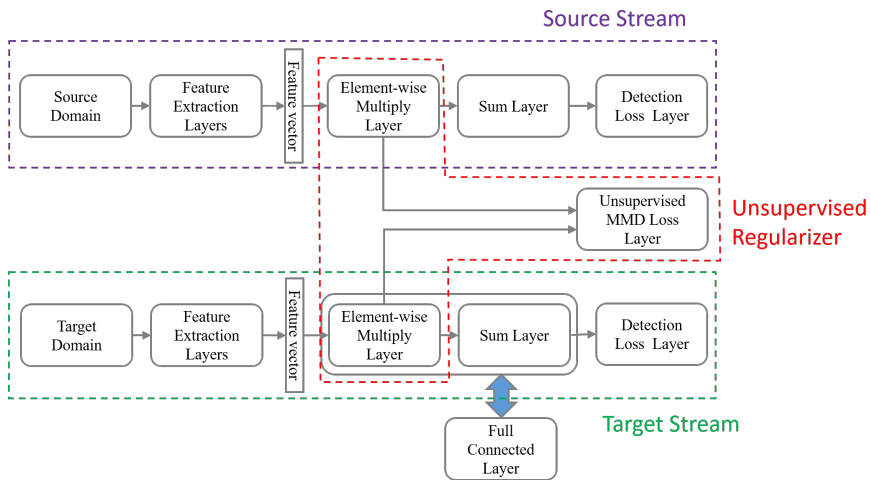 Source Stream
Source
Domain
Feature
Extraction
Layers
Feature vector
Element-wise
Multiply
Layer
Sum Layer
Detection
Loss Layer
Unsupervised
MMD Loss
Layer
Unsupervised
Regularizer
Target
Domain
Feature
Extraction
Layers
Feature vector
Element-wise
Multiply
Layer
Sum Layer
Detection
Loss Layer
Target Stream
Full
Connected
Layer